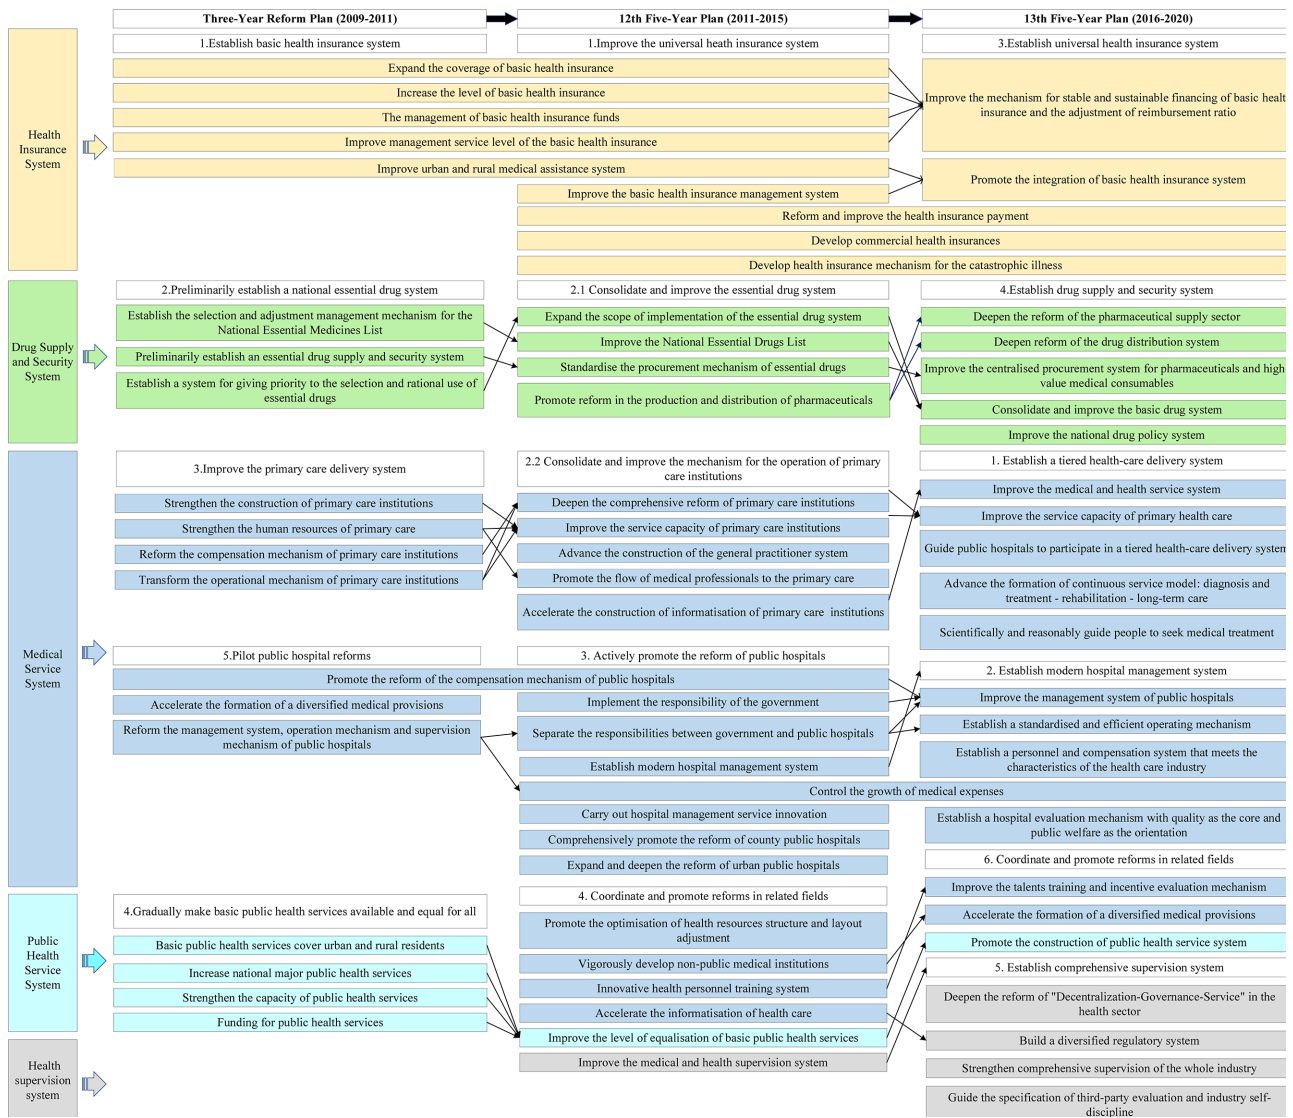 Three-Year Reform Plan (2009-2011)
12th Five-Year Plan (2011-2015)
13th Five-Year Plan (2016-2020)
Health
Insurance
System
1.Establish basic health insurance system
1.Improve the universal heath insurance system
3.Establish universal health insurance system
Expand the coverage of basic health insurance
Increase the level of basic health insurance
The management of basic health insurance funds
Improve management service level of the basic health insurance
Improve the mechanism for stable and sustainable financing of basic healt
insurance and the adjustment of reimbursement ratio
Improve urban and rural medical assistance system
Improve the basic health insurance management system
Promote the integration of basic health insurance system
Reform and improve the health insurance payment
Develop commercial health insurances
Develop health insurance mechanism for the catastrophic illness
Drug Supply
and Security
System
2.Preliminarily establish a national essential drug system
2.1 Consolidate and improve the essential drug system
4.Establish drug supply and security system
Establish the selection and adjustment management mechanism for the
National Essential Medicines List
Preliminarily establish an essential drug supply and security system
Establish a system for giving priority to the selection and rational use of
essential drugs
Expand the scope of implementation of the essential drug system
Improve the National Essential Drugs List
Standardise the procurement mechanism of essential drugs
Promote reform in the production and distribution of pharmaceuticals
Deepen the reform of the pharmaceutical supply sector
Deepen reform of the drug distribution system
Improve the centralised procurement system for pharmaceuticals and high
value medical consumables
Consolidate and improve the basic drug system
Improve the national drug policy system
Medical
Service
System
3.Improve the primary care delivery system
2.2 Consolidate and improve the mechanism for the operation of primary
care institutions
1. Establish a tiered health-care delivery system
Strengthen the construction of primary care institutions
Strengthen the human resources of primary care
Reform the compensation mechanism of primary care institutions
Transform the operational mechanism of primary care institutions
Deepen the comprehensive reform of primary care institutions
Improve the service capacity of primary care institutions
Advance the construction of the general practitioner system
Promote the flow of medical professionals to the primary care
Accelerate the construction of informatisation of primary care institutions
Improve the medical and health service system
Improve the service capacity of primary health care
Guide public hospitals to participate in a tiered health-care delivery system
Advance the formation of continuous service model: diagnosis and
treatment - rehabilitation - long-term care
Scientifically and reasonably guide people to seek medical treatment
5.Pilot public hospital reforms
3. Actively promote the reform of public hospitals
2. Establish modern hospital management system
Promote the reform of the compensation mechanism of public hospitals
Accelerate the formation of a diversified medical provisions
Reform the management system, operation mechanism and supervision
mechanism of public hospitals
Implement the responsibility of the government
Separate the responsibilities between government and public hospitals
Establish modern hospital management system
Improve the management system of public hospitals
Establish a standardised and efficient operating mechanism
Establish a personnel and compensation system that meets the
characteristics of the health care industry
Control the growth of medical expenses
Carry out hospital management service innovation
Comprehensively promote the reform of county public hospitals
Expand and deepen the reform of urban public hospitals
Establish a hospital evaluation mechanism with quality as the core and
public welfare as the orientation
6. Coordinate and promote reforms in related fields
Public
Health
Service
System
4.Gradually make basic public health services available and equal for all
4. Coordinate and promote reforms in related fields
Basic public health services cover urban and rural residents
Increase national major public health services
Strengthen the capacity of public health services
Funding for public health services
Promote the optimisation of health resources structure and layout
adjustment
Vigorously develop non-public medical institutions
Innovative health personnel training system
Accelerate the informatisation of health care
Improve the level of equalisation of basic public health services
Improve the medical and health supervision system
Improve the talents training and incentive evaluation mechanism
Accelerate the formation of a diversified medical provisions
Promote the construction of public health service system
5. Establish comprehensive supervision system
Deepen the reform of "Decentralization-Governance-Service" in the
health sector
Build a diversified regulatory system
Strengthen comprehensive supervision of the whole industry
Guide the specification of third-party evaluation and industry self-
discipline
Health
supervision
system